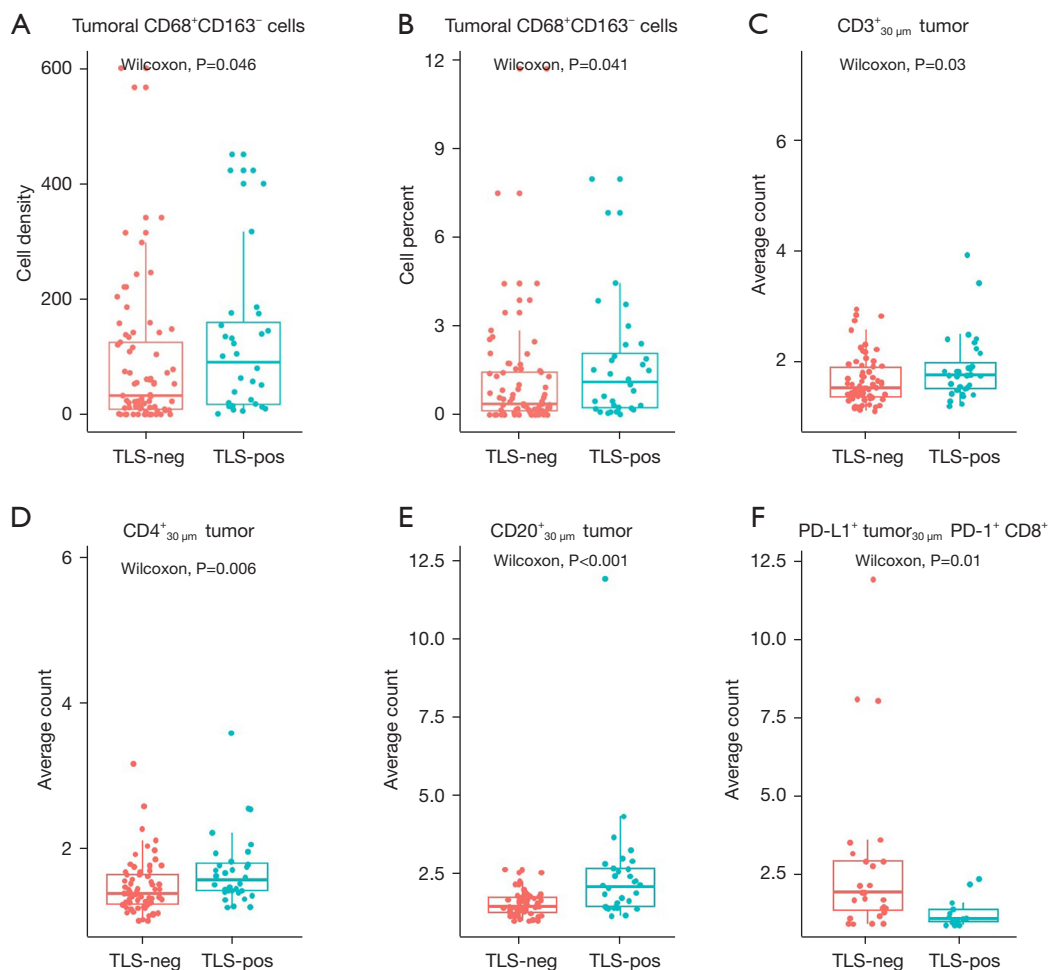 A
Tumoral CD68⁺CD163⁻ cells
Wilcoxon, P=0.046
600
400
200
0
Cell density
TLS-neg
TLS-pos
B
Tumoral CD68⁺CD163⁻ cells
Wilcoxon, P=0.041
12
9
6
3
0
Cell percent
TLS-neg
TLS-pos
C
CD3⁺30 μm tumor
Wilcoxon, P=0.03
6
4
2
Average count
TLS-neg
TLS-pos
D
CD4⁺30 μm tumor
Wilcoxon, P=0.006
6
4
2
Average count
TLS-neg
TLS-pos
E
CD20⁺30 μm tumor
Wilcoxon, P<0.001
12.5
10.0
7.5
5.0
2.5
Average count
TLS-neg
TLS-pos
F
PD-L1⁺ tumor30 μm PD-1⁺ CD8⁺
Wilcoxon, P=0.01
12.5
10.0
7.5
5.0
2.5
Average count
TLS-neg
TLS-pos